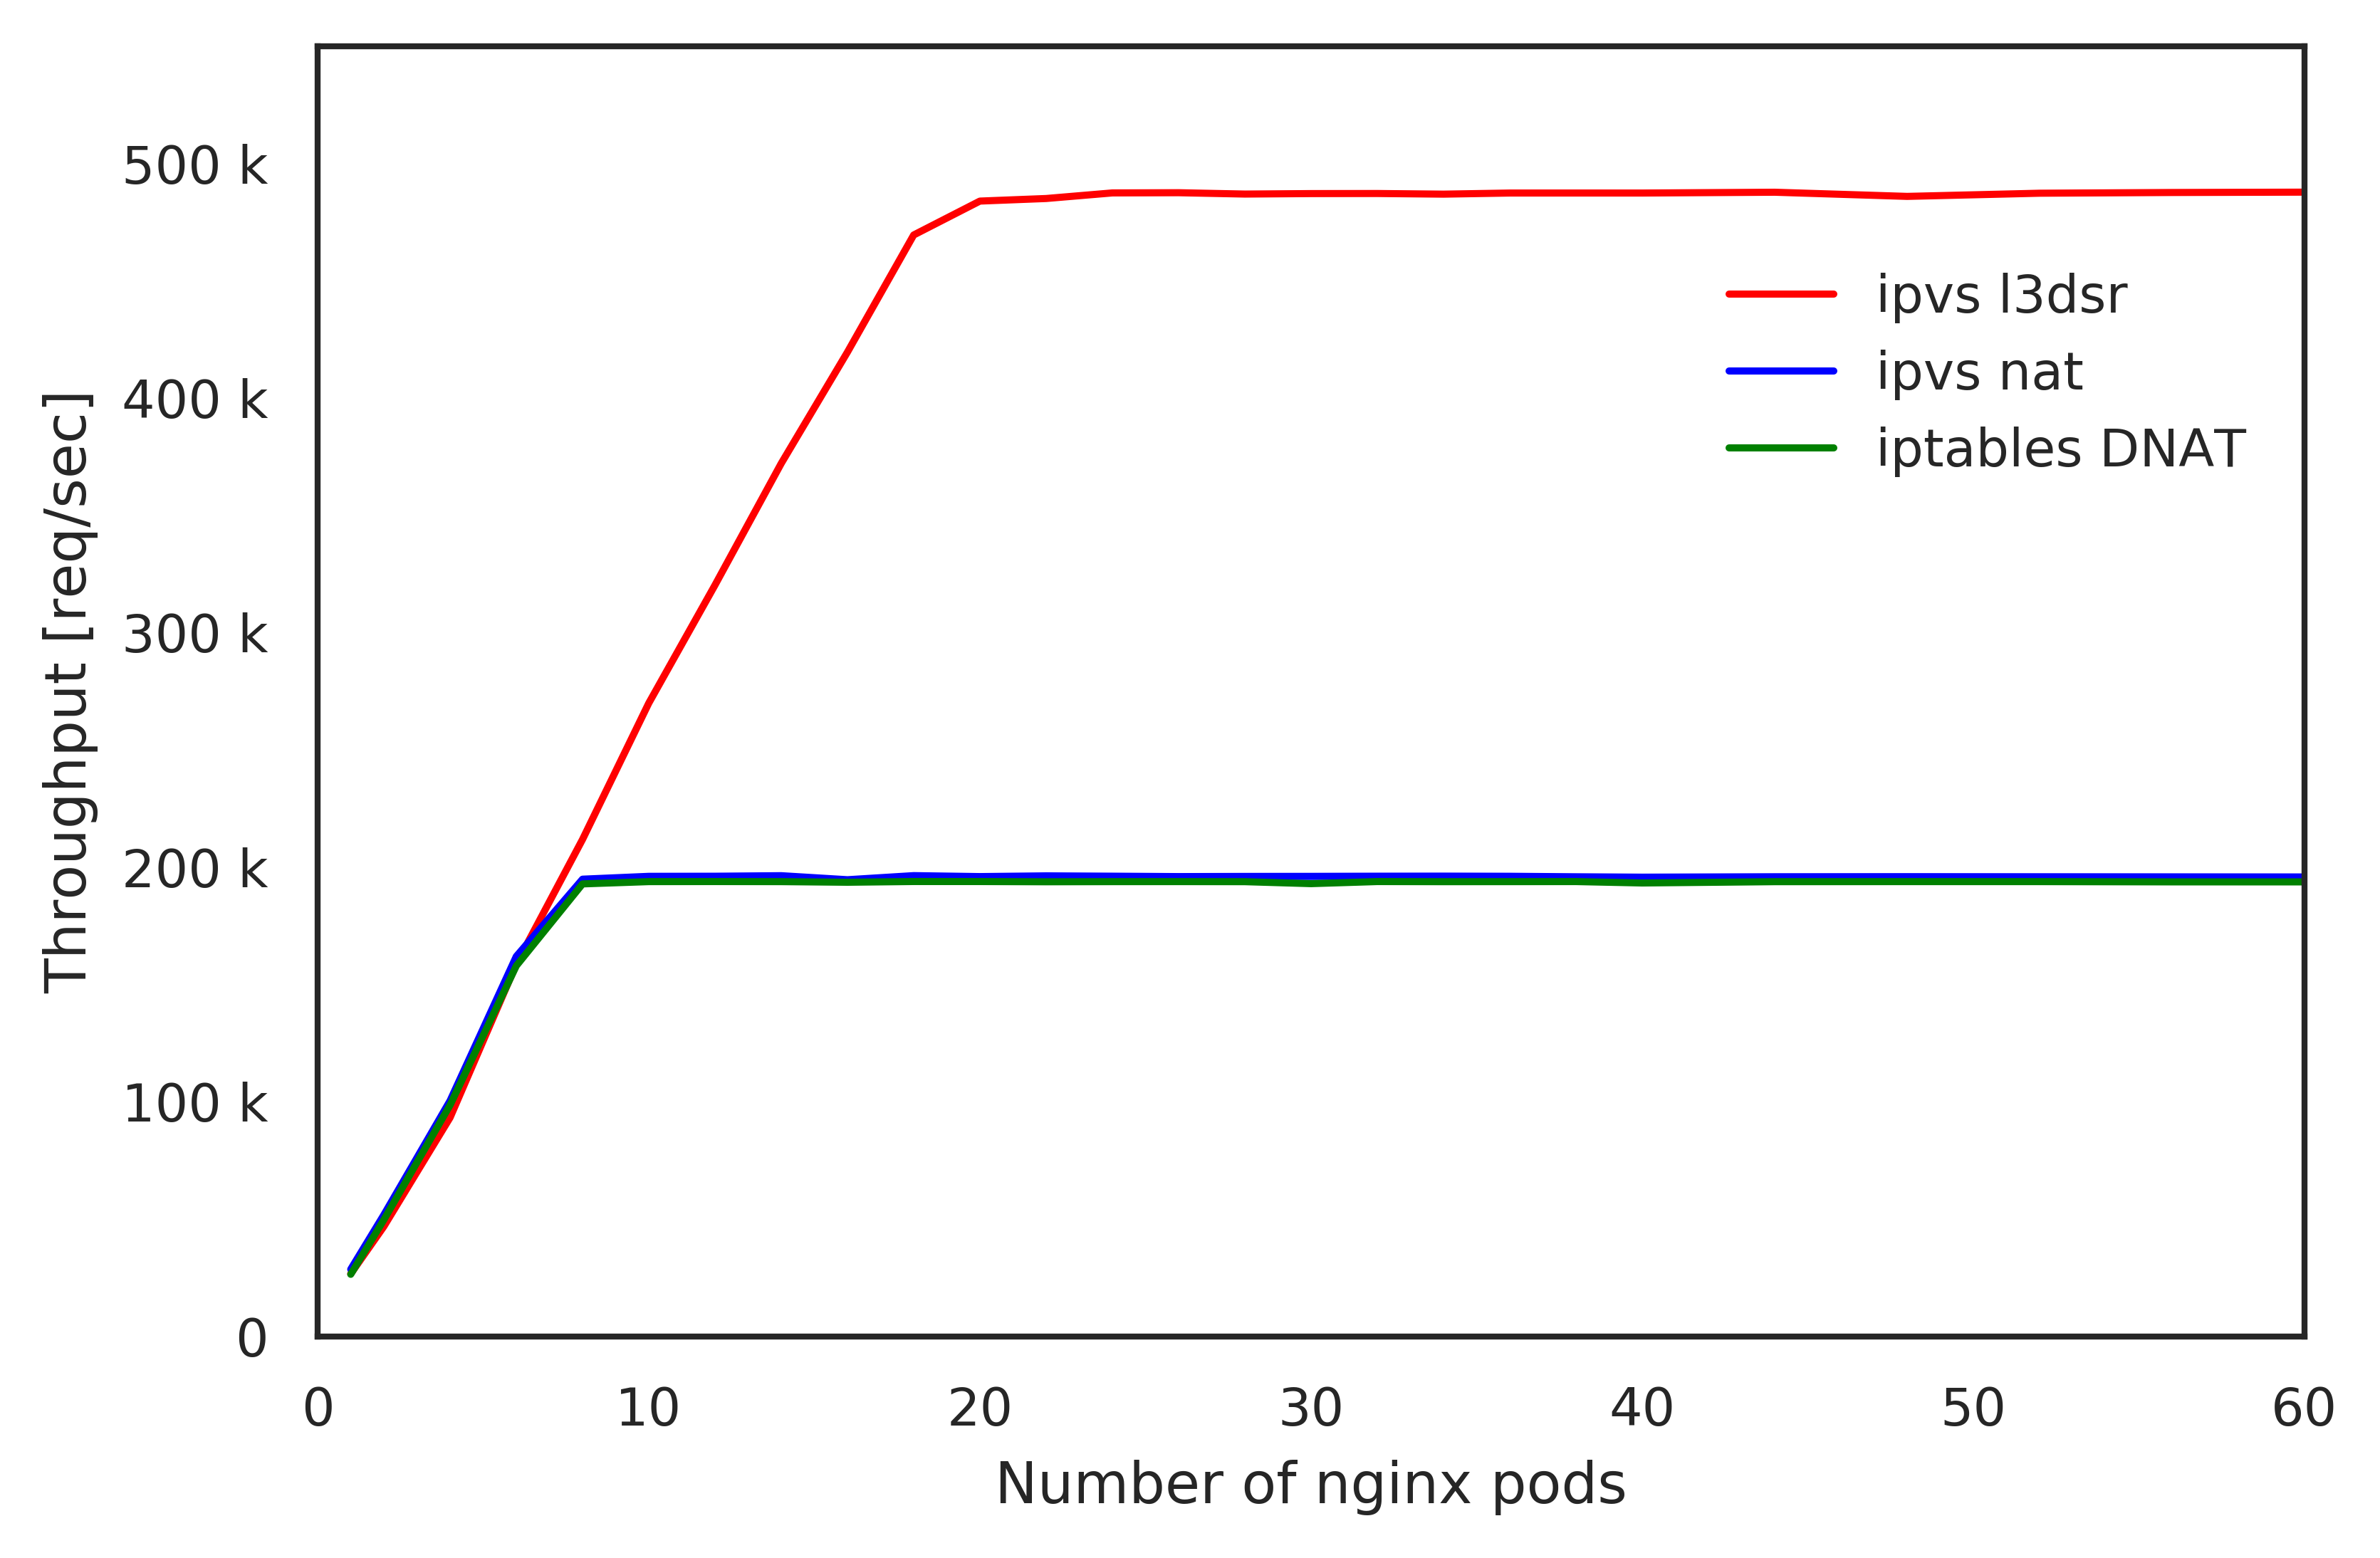 Throughput [req/sec]
500 k
400 k
300 k
200 k
100 k
0
ipvs l3dsr
ipvs nat
iptables DNAT
0 10 20 30 40 50 60
Number of nginx pods